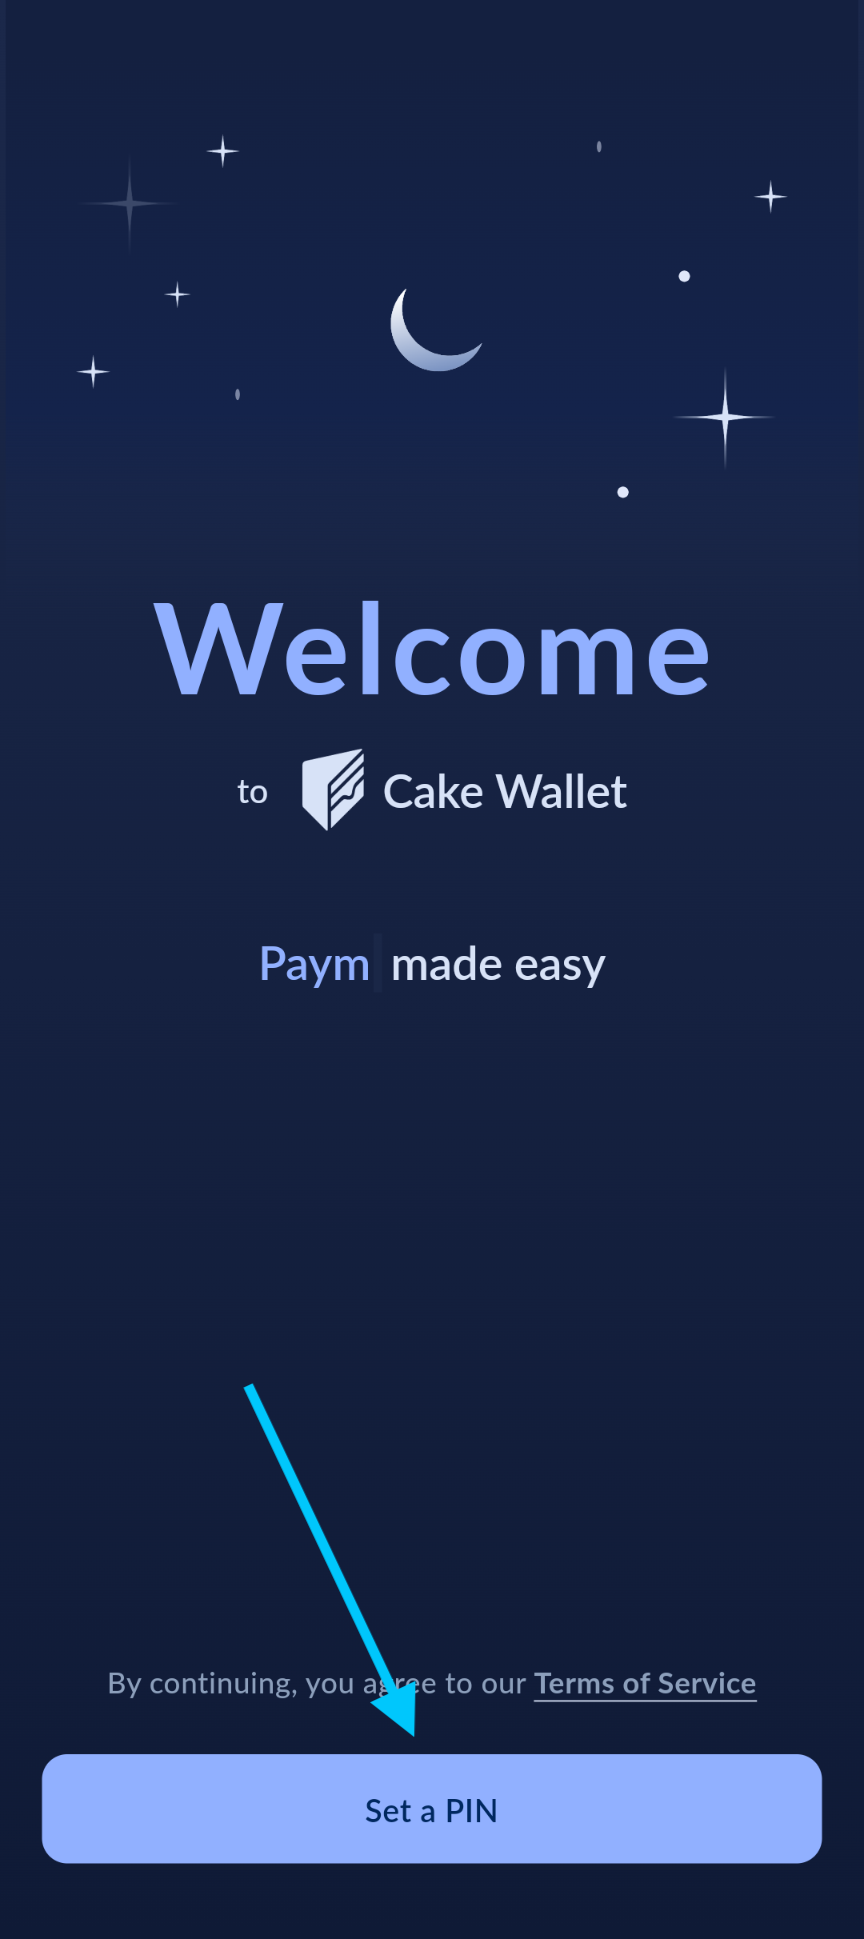 Welcome
to Cake Wallet
Paym made easy
By continuing, you agree to our Terms of Service
Set a PIN